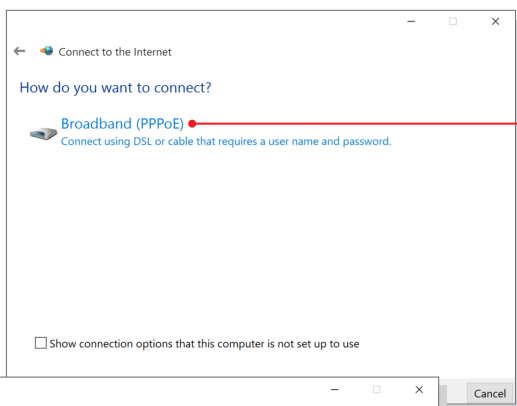 Connect to the Internet
How do you want to connect?
Broadband (PPPoE)
Connect using DSL or cable that requires a user name and password.
Show connection options that this computer is not set up to use
Cancel